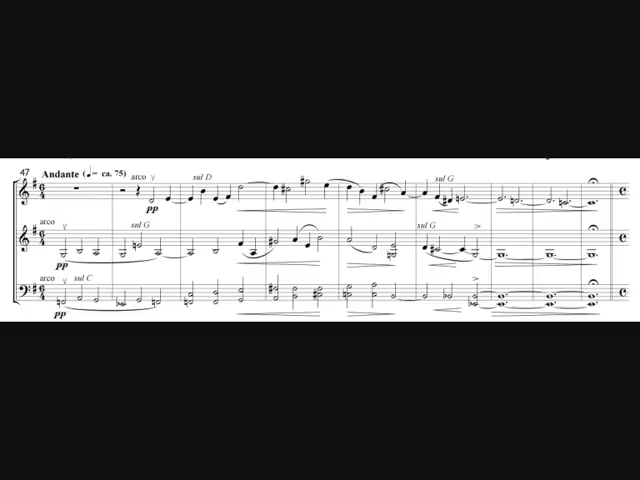 47
Andante (♩= ca. 75)
arco
sul D
sul G
pp
arco
sul G
sul G
pp
arco
sul C
pp